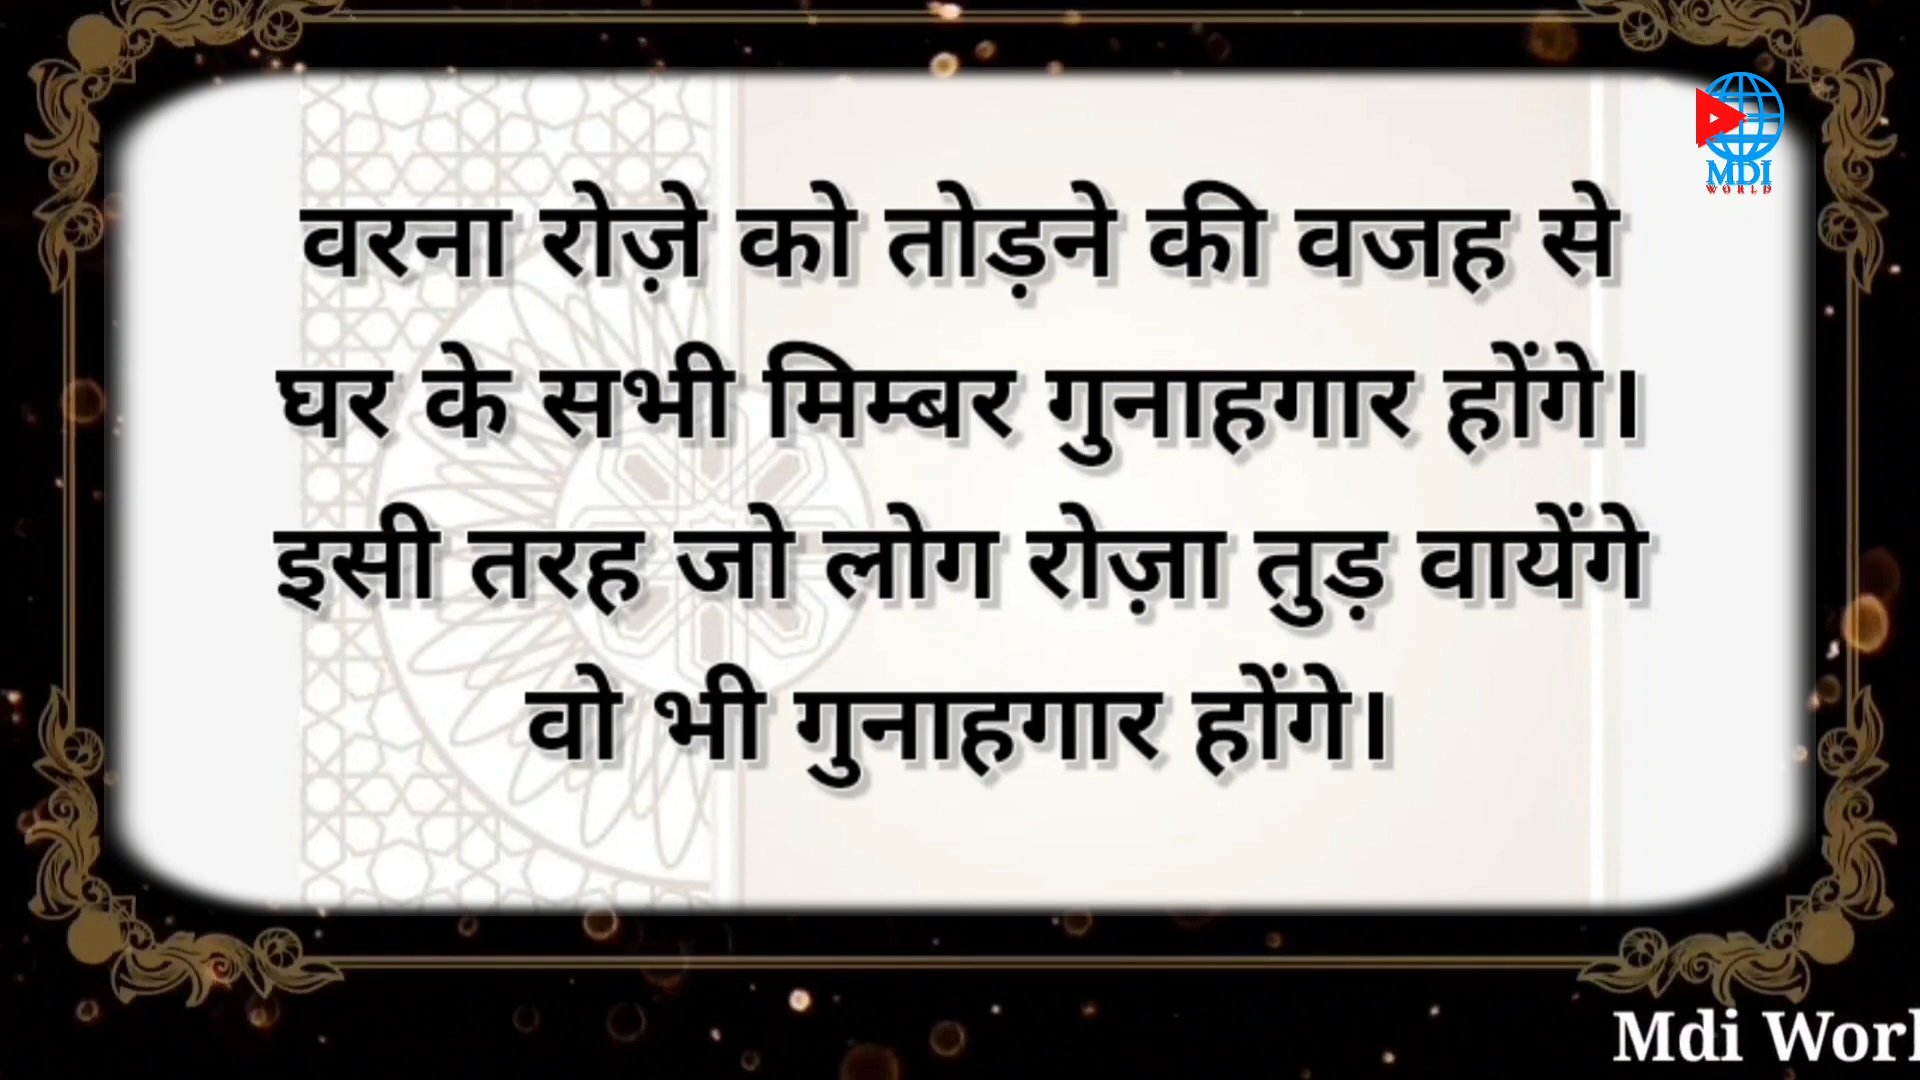 MDI
WORLD
वरना रोज़े को तोड़ने की वजह से
घर के सभी मिम्बर गुनाहगार होंगे।
इसी तरह जो लोग रोज़ा तुड़ वायेंगे
वो भी गुनाहगार होंगे।
Mdi Worl